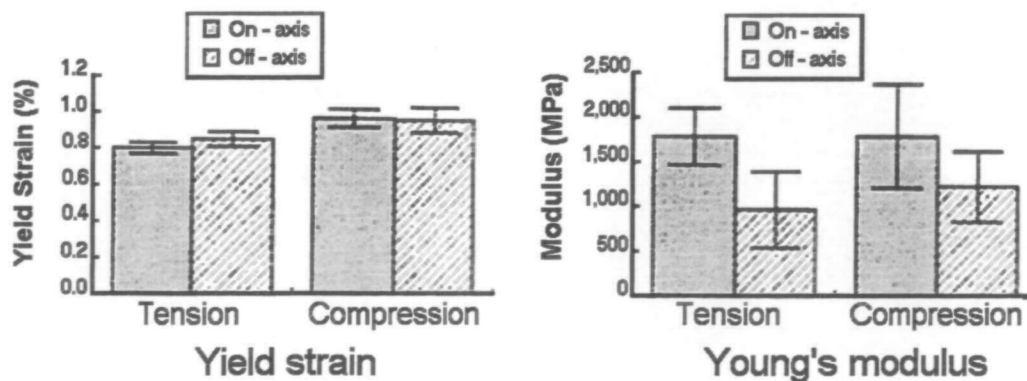 On - axis
Off - axis
Yield Strain (%)
1.2
1.0
0.8
0.6
0.4
0.2
0.0
Tension
Compression
Yield strain
On - axis
Off - axis
Modulus (MPa)
2,500
2,000
1,500
1,000
500
0
Tension
Compression
Young's modulus